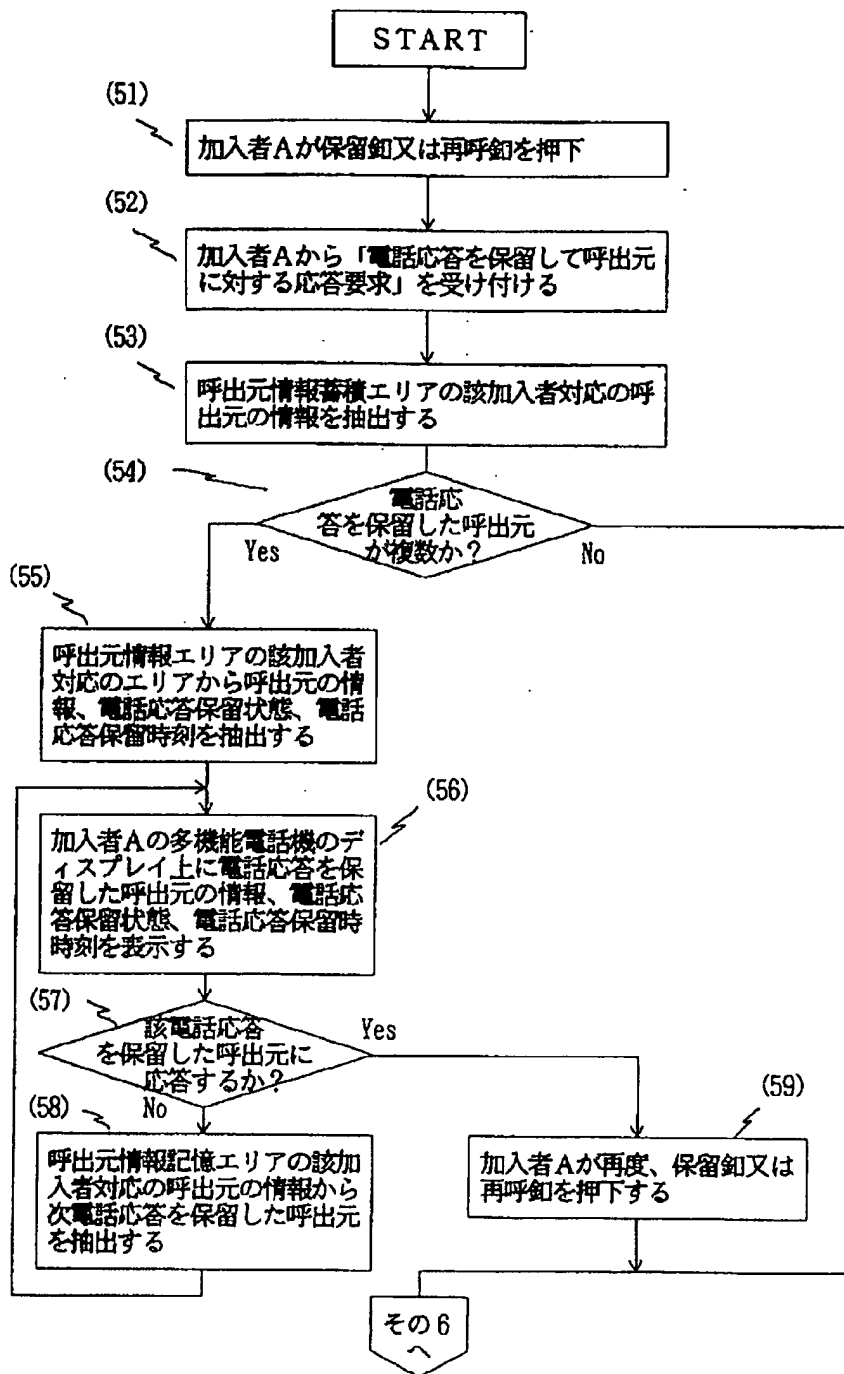 START
(51)
加入者Aが保留釦又は再呼釦を押下
(52)
加入者Aから「電話応答を保留して呼出元
に対する応答要求」を受け付ける
(53)
呼出元情報蓄積エリアの該加入者対応の呼
出元の情報を抽出する
(54)
電話応
答を保留した呼出元
が複数か?
Yes
No
(55)
呼出元情報エリアの該加入者
対応のエリアから呼出元の情
報、電話応答保留状態、電話
応答保留時刻を抽出する
(56)
加入者Aの多機能電話機のデ
ィスプレイ上に電話応答を保
留した呼出元の情報、電話応
答保留状態、電話応答保留時
時刻を表示する
(57)
該電話応答
を保留した呼出元に
応答するか?
Yes
No
(58)
呼出元情報記憶エリアの該加
入者対応の呼出元の情報から
次電話応答を保留した呼出元
を抽出する
(59)
加入者Aが再度、保留釦又は
再呼釦を押下する
その6
へ